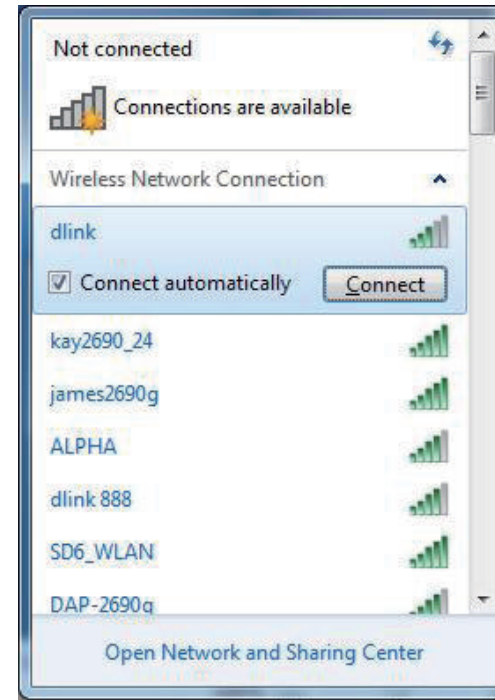 Not connected
Connections are available
Wireless Network Connection
dlink
Connect automatically Connect
kay2690_24
james2690g
ALPHA
dlink 888
SD6_WLAN
DAP-2690g
Open Network and Sharing Center